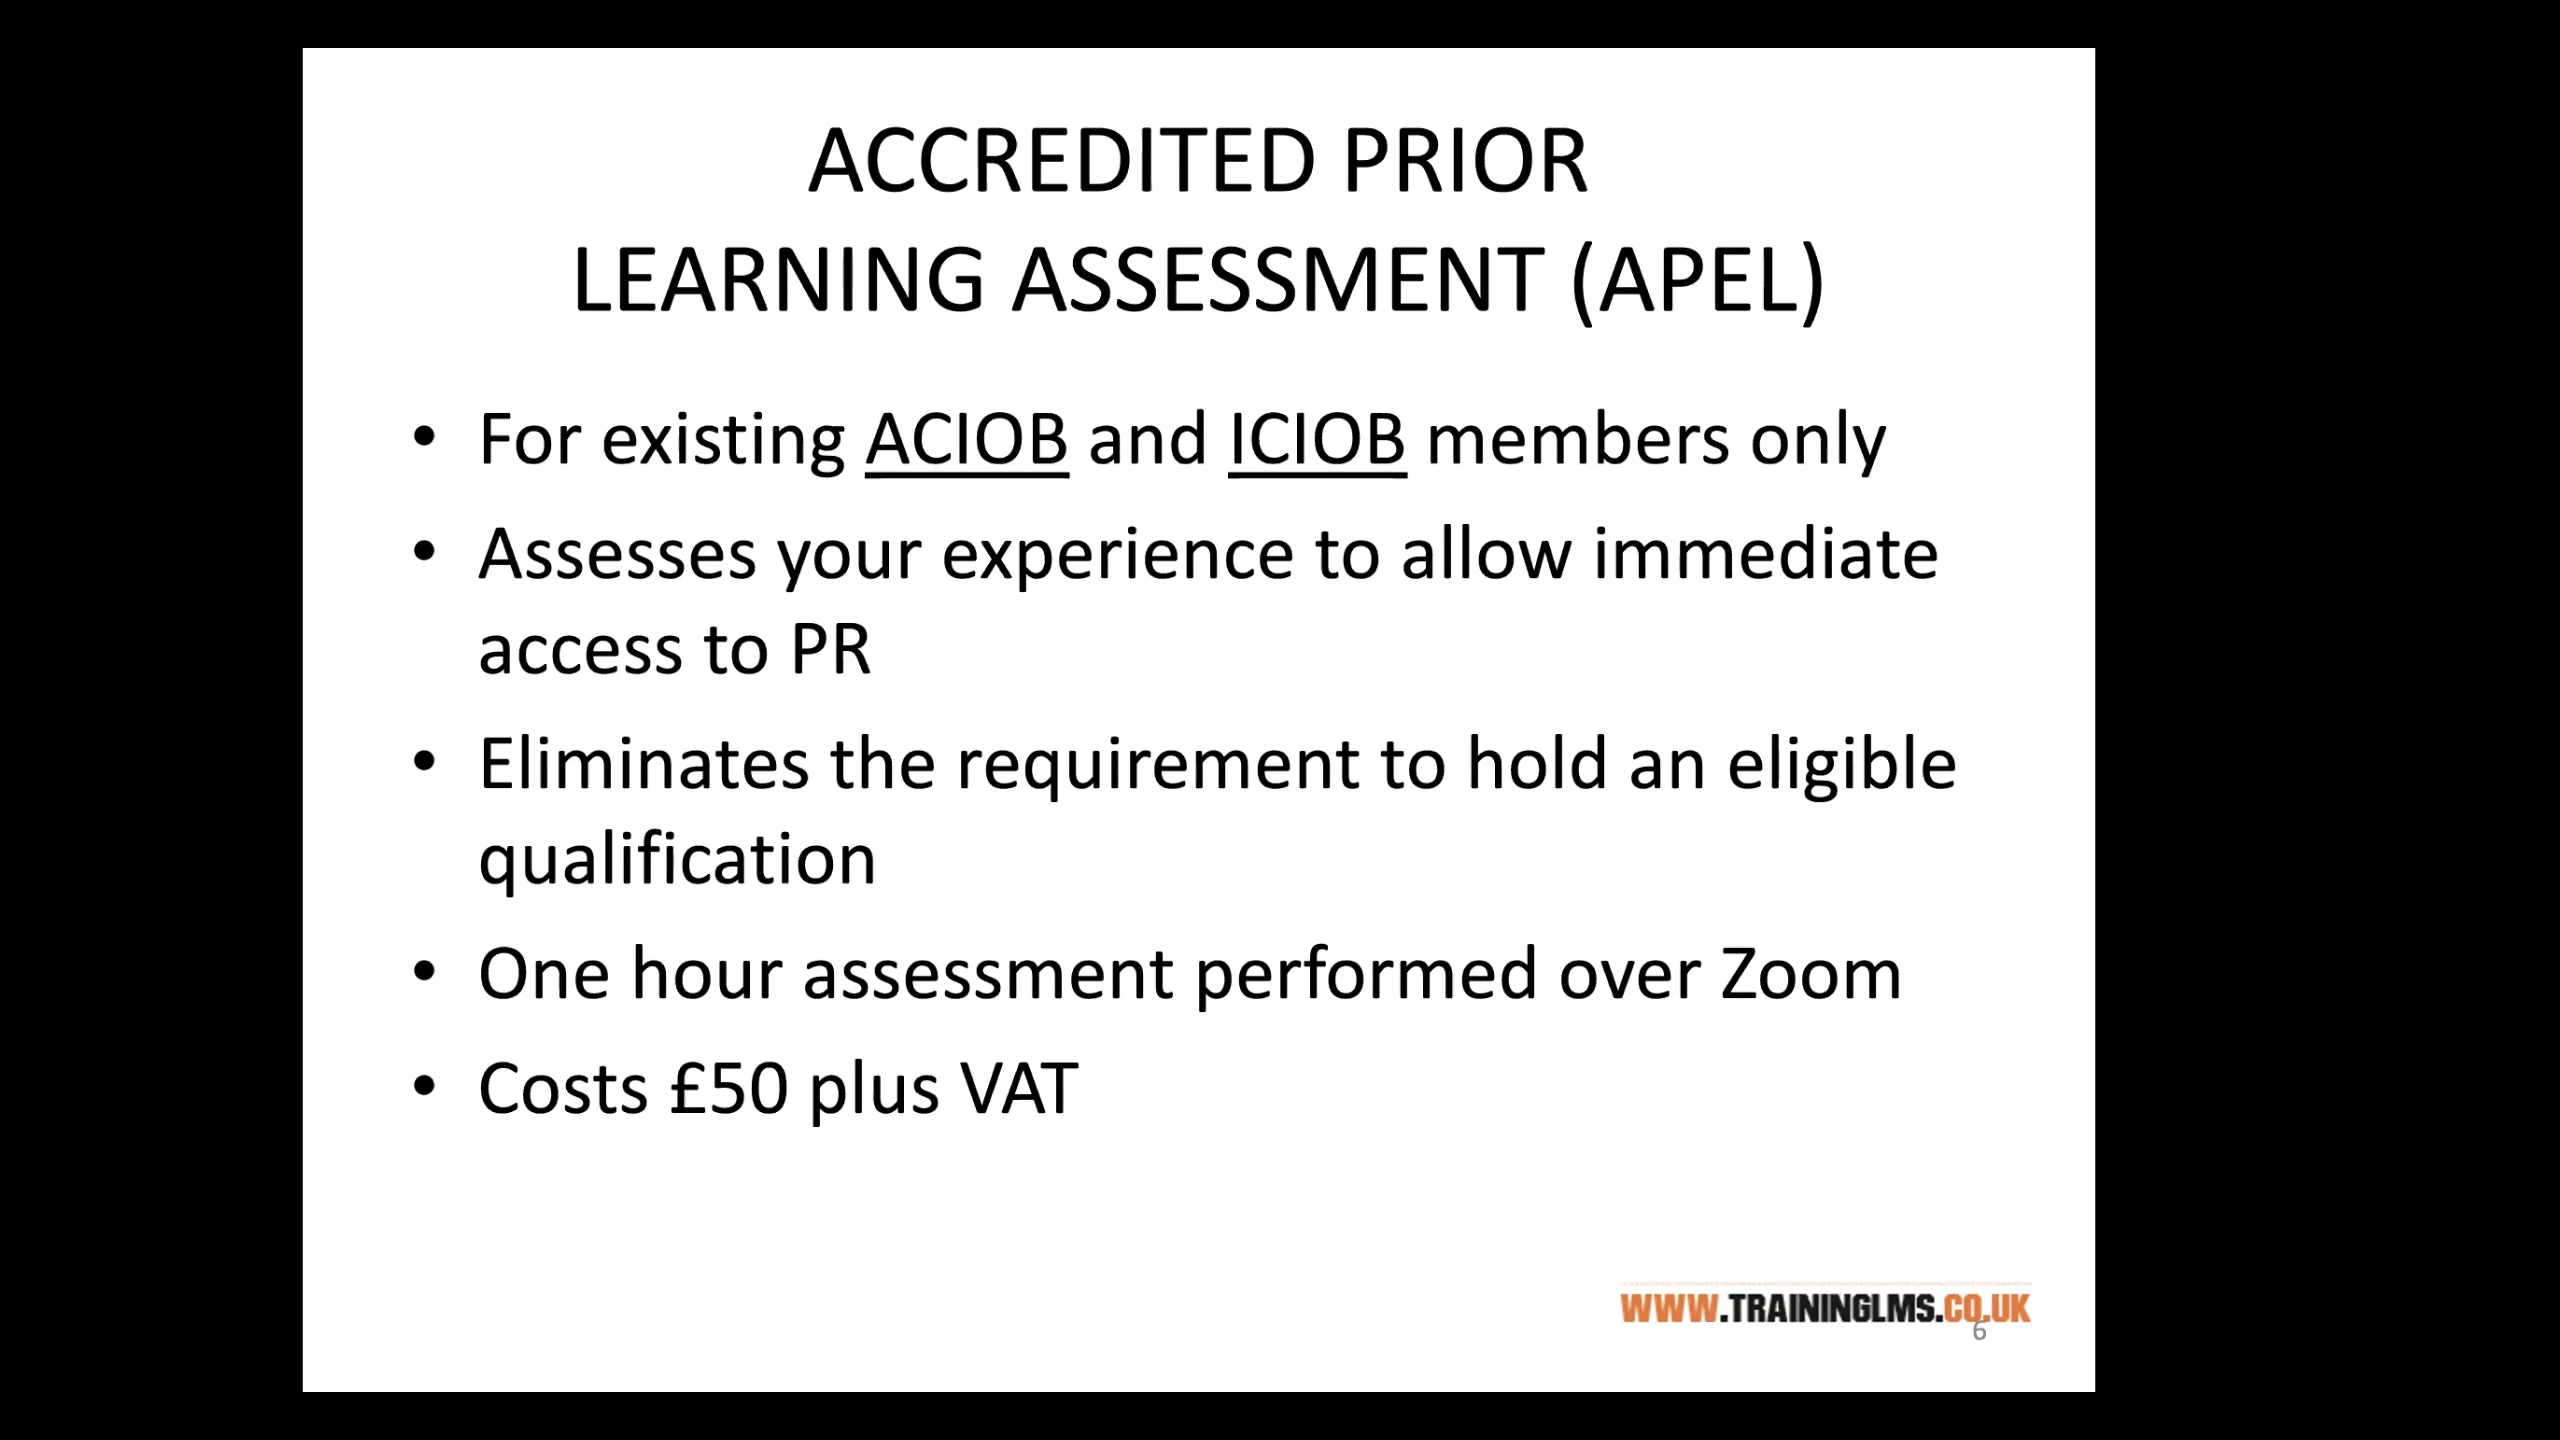 ACCREDITED PRIOR
LEARNING ASSESSMENT (APEL)
• For existing ACIOB and ICIOB members only
• Assesses your experience to allow immediate
access to PR
• Eliminates the requirement to hold an eligible
qualification
• One hour assessment performed over Zoom
• Costs £50 plus VAT
WWW.TRAININGLMS.CO.UK
6